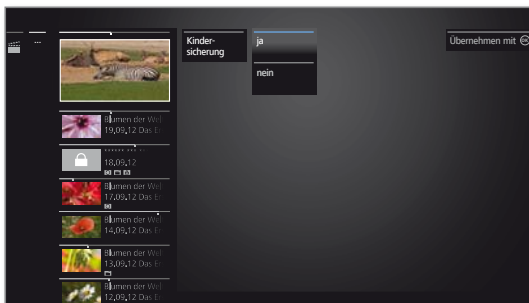 Kinder-
sicherung
ja
nein
Übernehmen mit OK
...
Blumen der Wel
19.09.12 Das Er
****** *** **
18.09.12
Blumen der Wel
17.09.12 Das Er
Blumen der Wel
14.09.12 Das Er
Blumen der Wel
13.09.12 Das Er
Blumen der Wel
12.09.12 Das Er